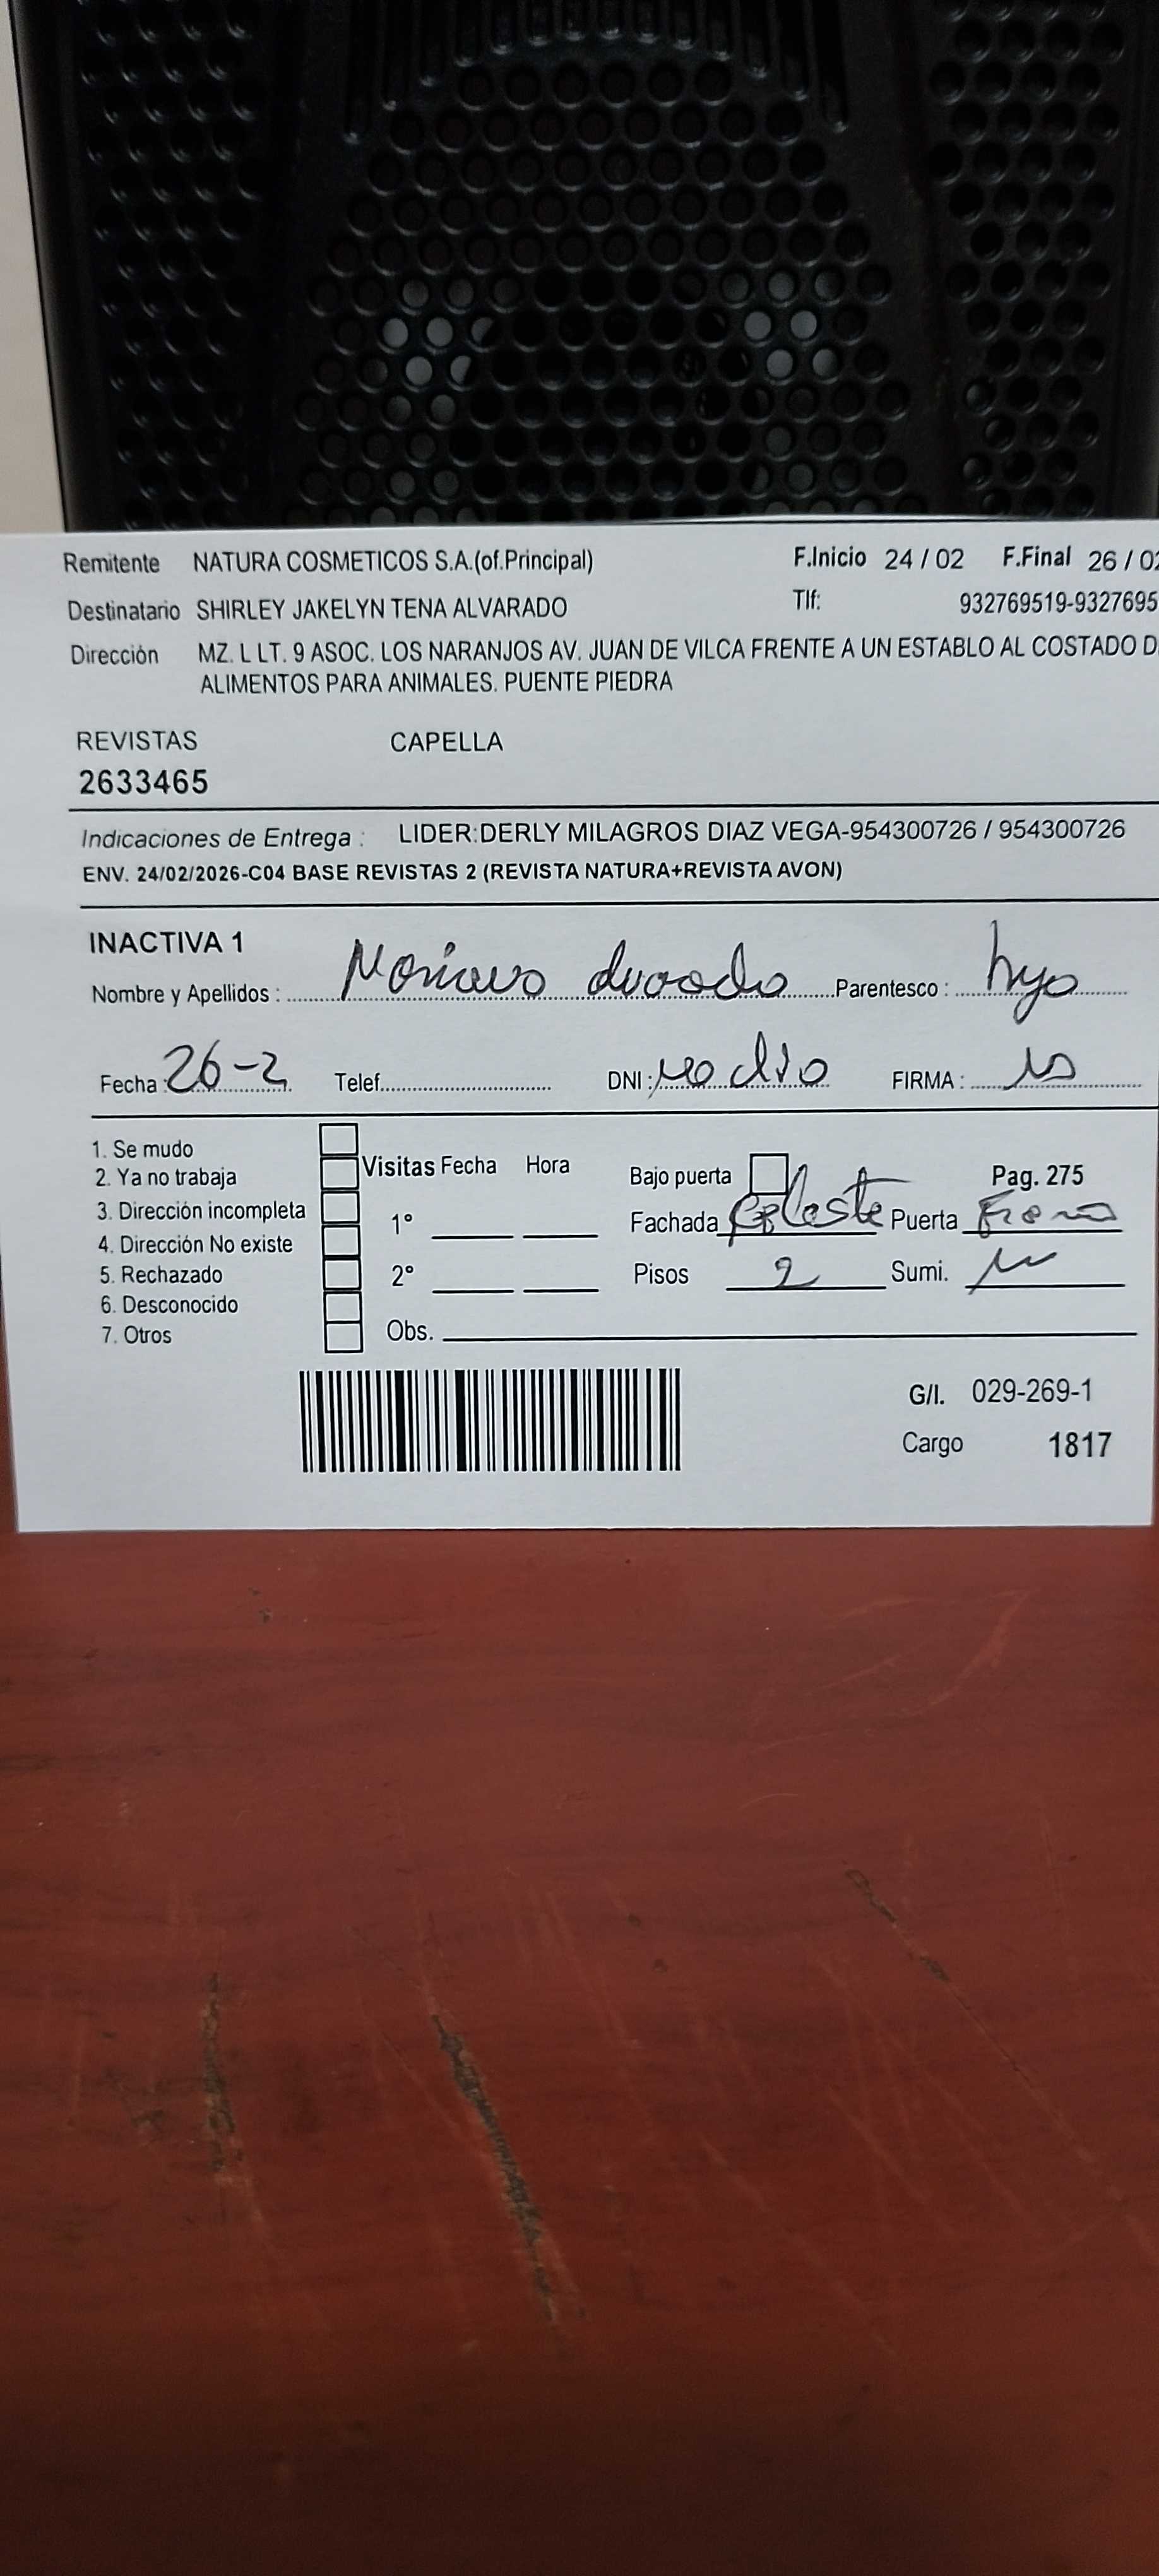 Remitente NATURA COSMETICOS S.A.(of.Principal) F.Inicio 24 / 02 F.Final 26 / 02
Destinatario SHIRLEY JAKELYN TENA ALVARADO Tlf: 932769519-9327695
Dirección MZ. L LT. 9 ASOC. LOS NARANJOS AV. JUAN DE VILCA FRENTE A UN ESTABLO AL COSTADO D
ALIMENTOS PARA ANIMALES. PUENTE PIEDRA
REVISTAS CAPELLA
2633465
Indicaciones de Entrega : LIDER:DERLY MILAGROS DIAZ VEGA-954300726 / 954300726
ENV. 24/02/2026-C04 BASE REVISTAS 2 (REVISTA NATURA+REVISTA AVON)
INACTIVA 1
Nombre y Apellidos : Parentesco : hijo
Fecha : 26-2 Telef. DNI : no dio FIRMA :
1. Se mudo
2. Ya no trabaja Visitas Fecha Hora Bajo puerta Pag. 275
3. Dirección incompleta 1° Fachada Celeste Puerta
4. Dirección No existe
5. Rechazado 2° Pisos 2 Sumi.
6. Desconocido
7. Otros Obs.
G/I. 029-269-1
Cargo 1817